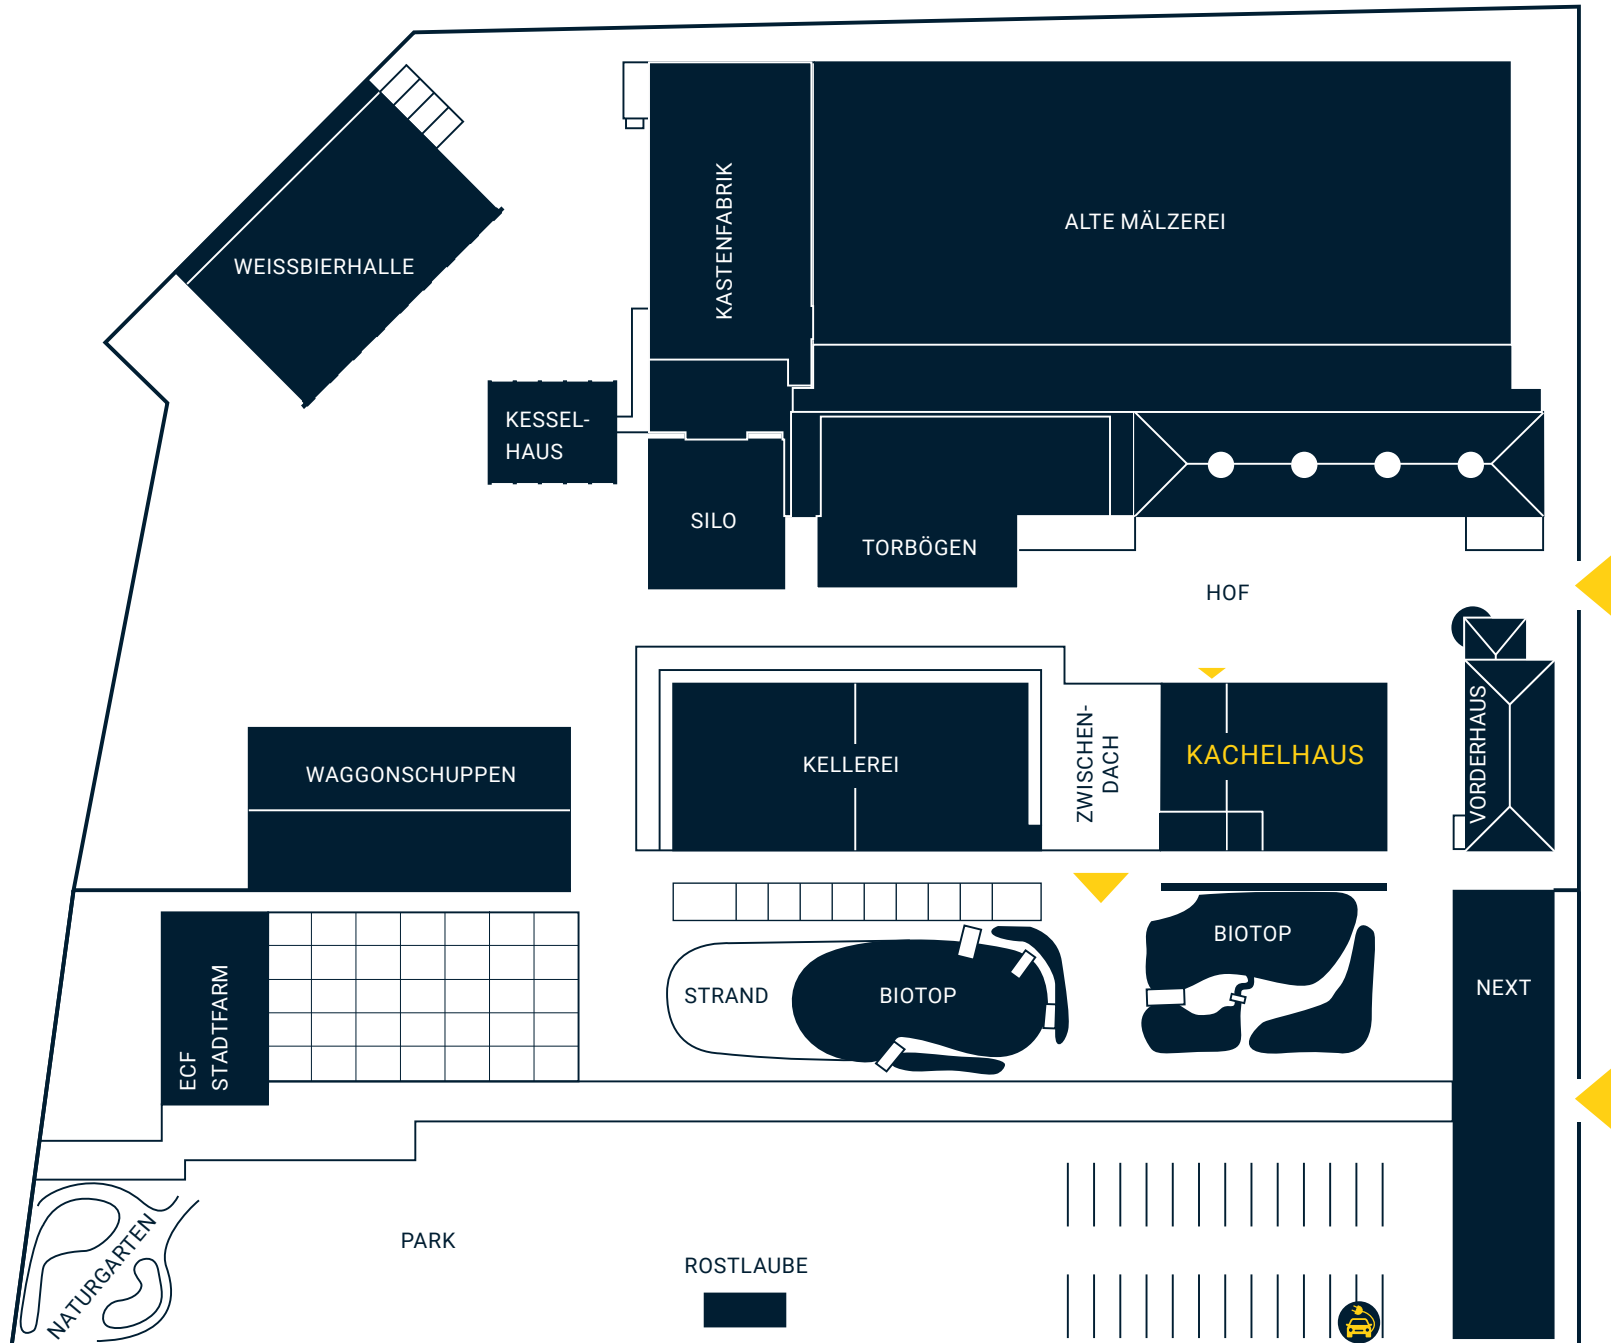 KASTENFABRIK
ALTE MÄLZEREI
WEISSBIERHALLE
KESSEL-
HAUS
SILO
TORBÖGEN
HOF
WAGGONSCHUPPEN
KELLEREI
ZWISCHEN-
DACH
KACHELHAUS
VORDERHAUS
ECF
STADTFARM
STRAND
BIOTOP
BIOTOP
NEXT
NATURGARTEN
PARK
ROSTLAUBE